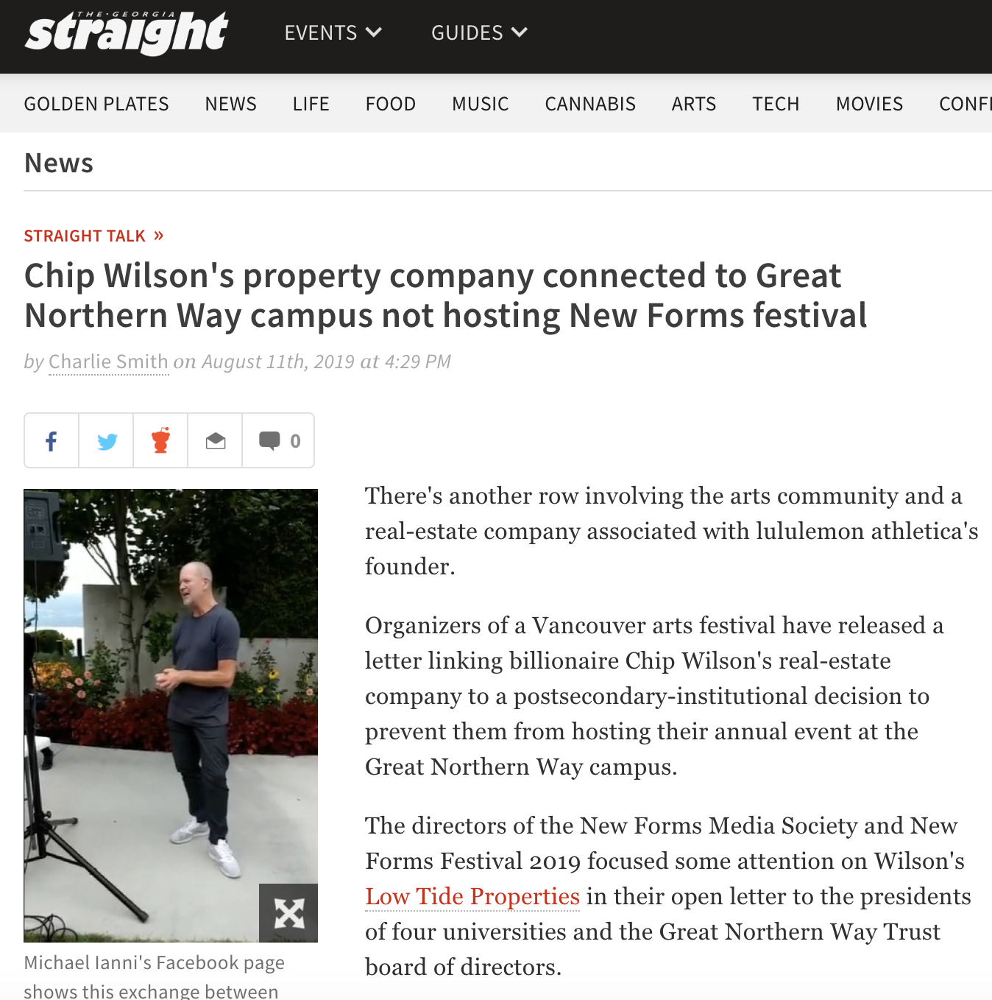 THE·GEORGIA
straight
EVENTS
GUIDES
GOLDEN PLATES NEWS LIFE FOOD MUSIC CANNABIS ARTS TECH MOVIES CONF
News
STRAIGHT TALK »
Chip Wilson's property company connected to Great
Northern Way campus not hosting New Forms festival
by Charlie Smith on August 11th, 2019 at 4:29 PM
0
There's another row involving the arts community and a
real-estate company associated with lululemon athletica's
founder.
Organizers of a Vancouver arts festival have released a
letter linking billionaire Chip Wilson's real-estate
company to a postsecondary-institutional decision to
prevent them from hosting their annual event at the
Great Northern Way campus.
The directors of the New Forms Media Society and New
Forms Festival 2019 focused some attention on Wilson's
Low Tide Properties in their open letter to the presidents
of four universities and the Great Northern Way Trust
board of directors.
Michael Ianni's Facebook page
shows this exchange between